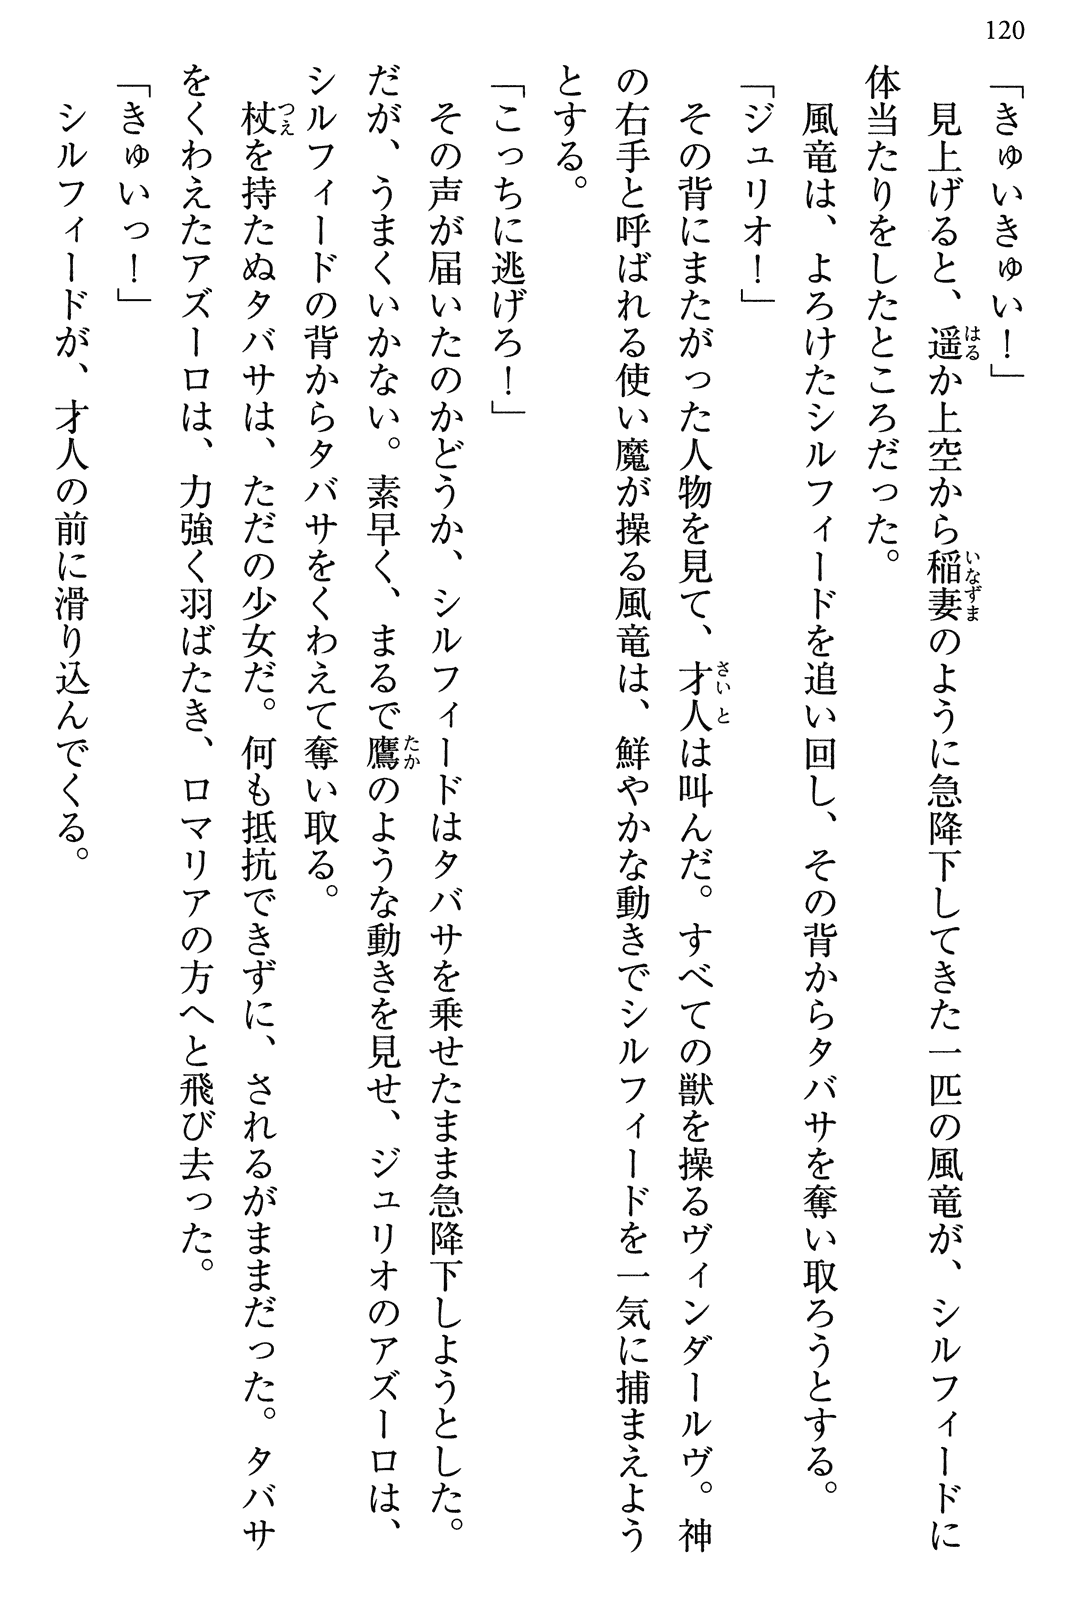 120
「きゅいきゅい！」
　見上げると、遥か上空から稲妻のように急降下してきた一匹の風竜が、シルフィードに
体当たりをしたところだった。
　風竜は、よろけたシルフィードを追い回し、その背からタバサを奪い取ろうとする。
「ジュリオ！」
　その背にまたがった人物を見て、才人は叫んだ。すべての獣を操るヴィンダールヴ。神
の右手と呼ばれる使い魔が操る風竜は、鮮やかな動きでシルフィードを一気に捕まえよう
とする。
「こっちに逃げろ！」
　その声が届いたのかどうか、シルフィードはタバサを乗せたまま急降下しようとした。
だが、うまくいかない。素早く、まるで鷹のような動きを見せ、ジュリオのアズーロは、
シルフィードの背からタバサをくわえて奪い取る。
　杖を持たぬタバサは、ただの少女だ。何も抵抗できずに、されるがままだった。タバサ
をくわえたアズーロは、力強く羽ばたき、ロマリアの方へと飛び去った。
「きゅいっ！」
　シルフィードが、才人の前に滑り込んでくる。
はる
いなずま
さいと
たか
つえ